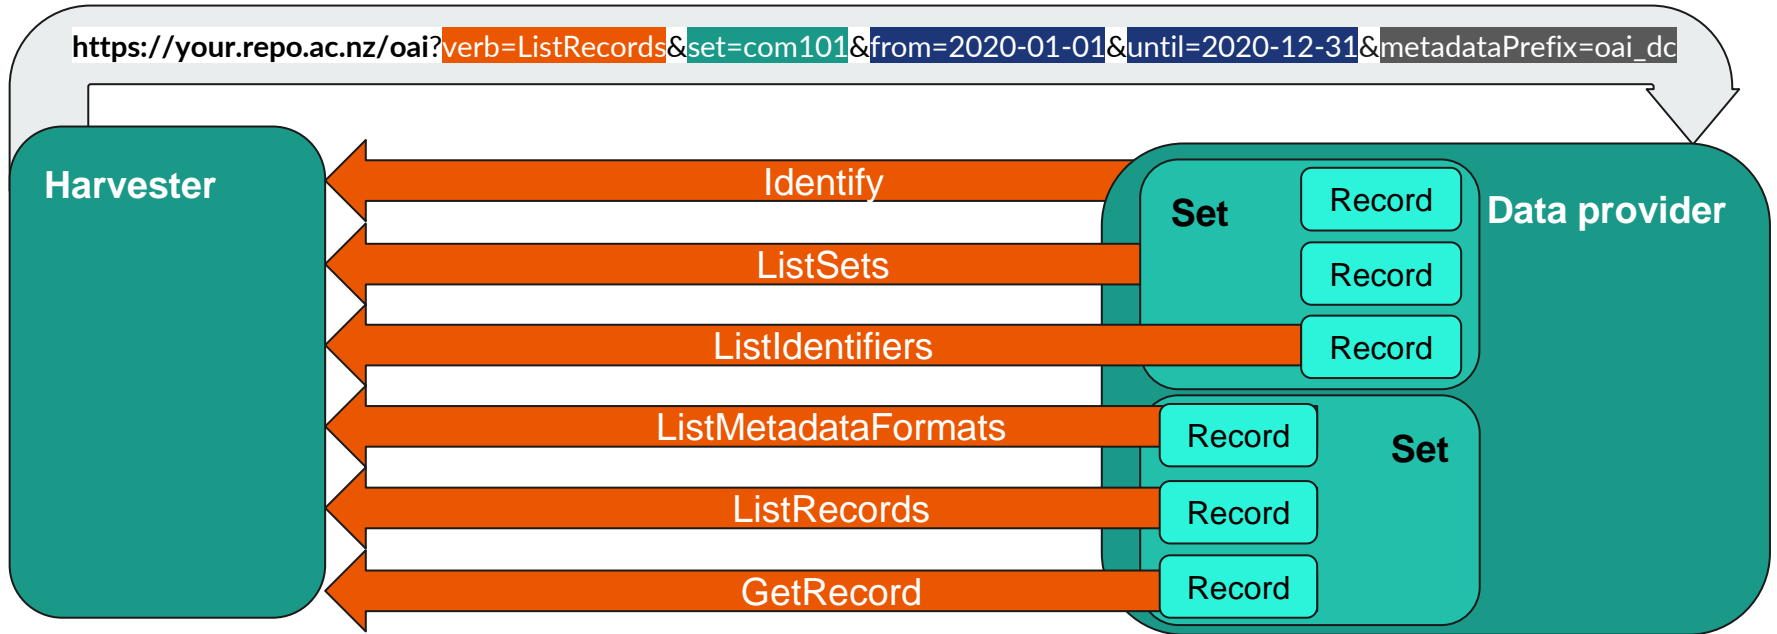 https://your.repo.ac.nz/oai?verb=ListRecords&set=com101&from=2020-01-01&until=2020-12-31&metadataPrefix=oai_dc
Harvester
Identify
ListSets
ListIdentifiers
ListMetadataFormats
ListRecords
GetRecord
Set
Record
Record
Record
Data provider
Record
Set
Record
Record